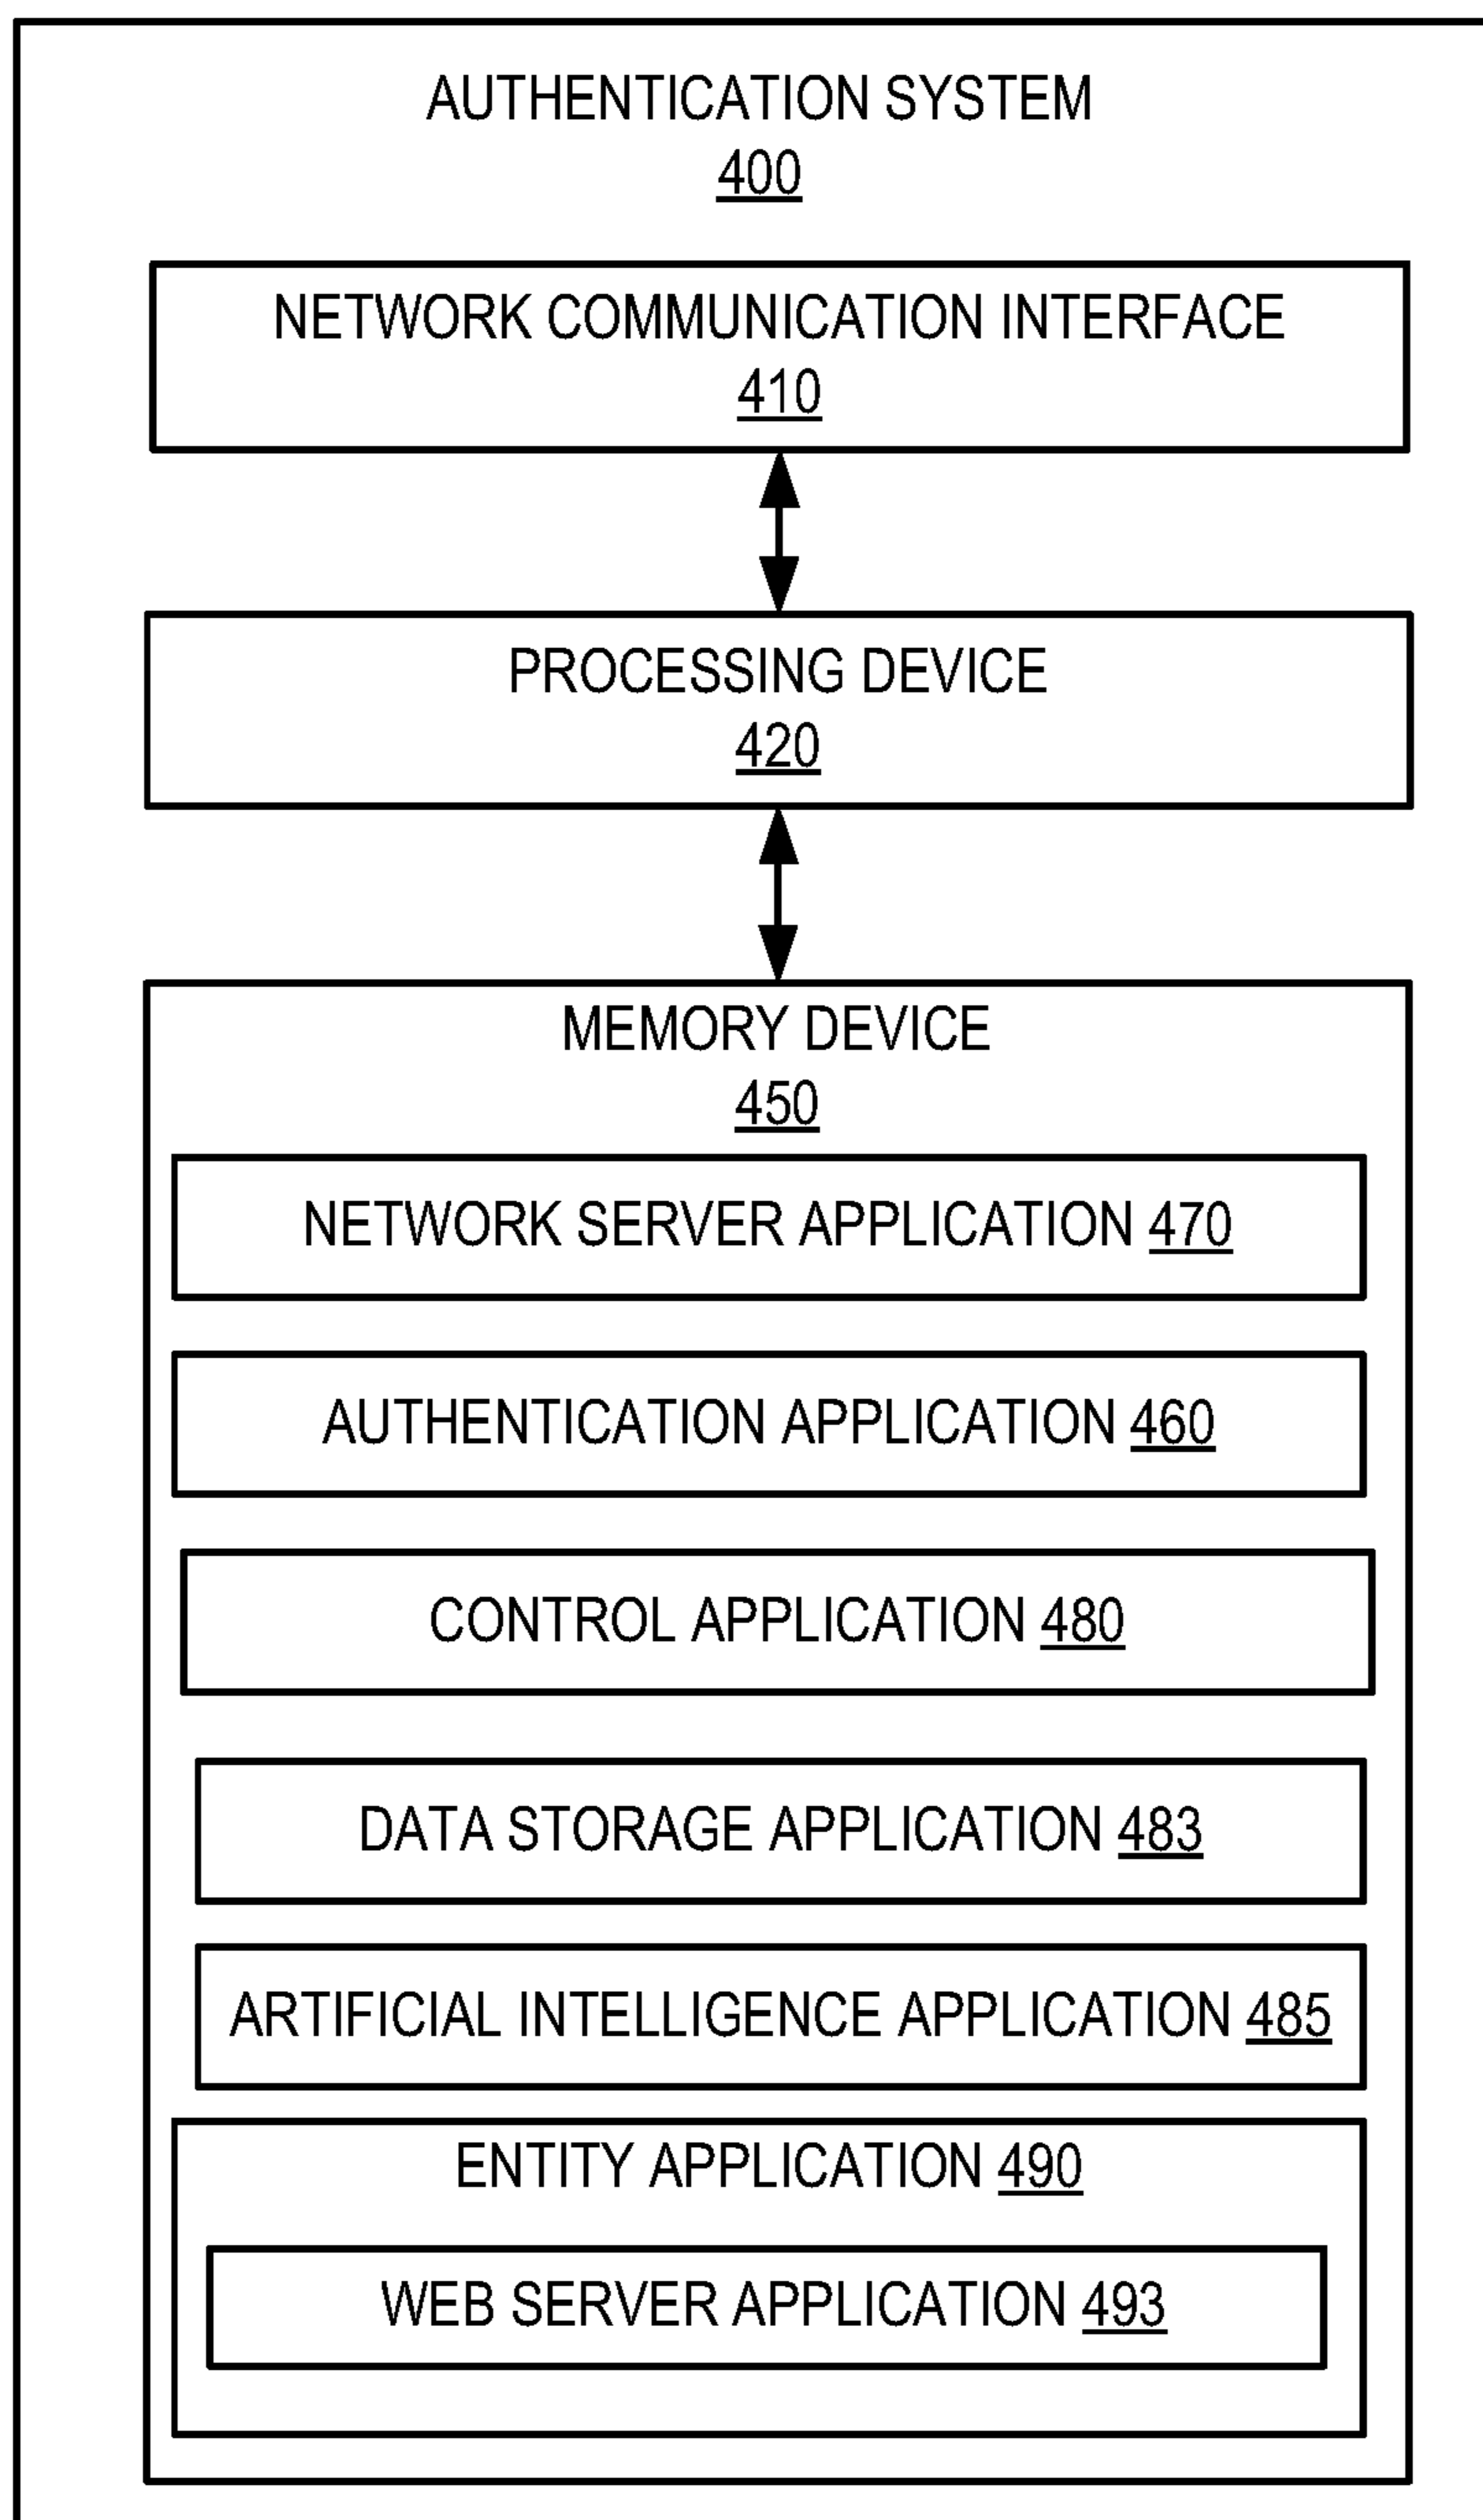 AUTHENTICATION SYSTEM
400
NETWORK COMMUNICATION INTERFACE
410
PROCESSING DEVICE
420
MEMORY DEVICE
450
NETWORK SERVER APPLICATION 470
AUTHENTICATION APPLICATION 460
CONTROL APPLICATION 480
DATA STORAGE APPLICATION 483
ARTIFICIAL INTELLIGENCE APPLICATION 485
ENTITY APPLICATION 490
WEB SERVER APPLICATION 493